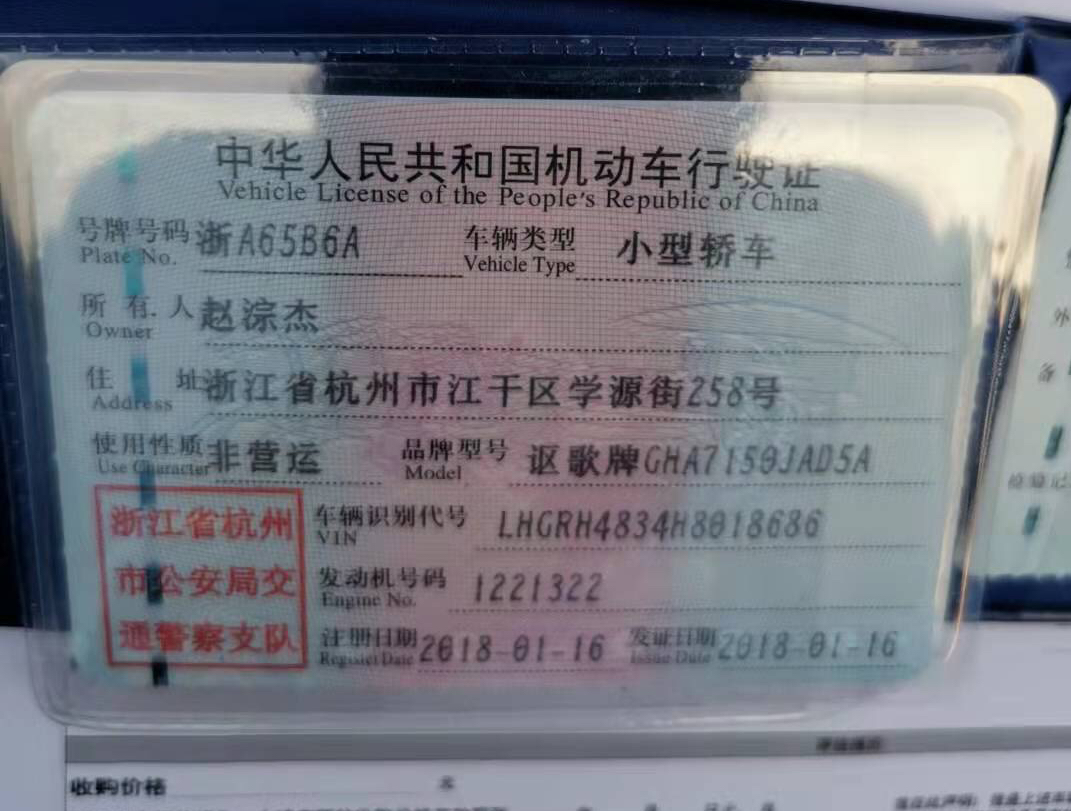 中华人民共和国机动车行驶证
Vehicle License of the People's Republic of China
号牌号码 浙A65B6A 车辆类型 小型轿车
Plate No. Vehicle Type
所有人 赵淙杰
Owner
住址 浙江省杭州市江干区学源街258号
Address
使用性质 非营运 品牌型号 讴歌牌GHA7150JAD5A
Use Character Model
浙江省杭州
市公安局交
通警察支队
车辆识别代号 LHGRH4834H8018686
VIN
发动机号码 1221322
Engine No.
注册日期 2018-01-16 发证日期 2018-01-16
Register Date Issue Date
收购价格